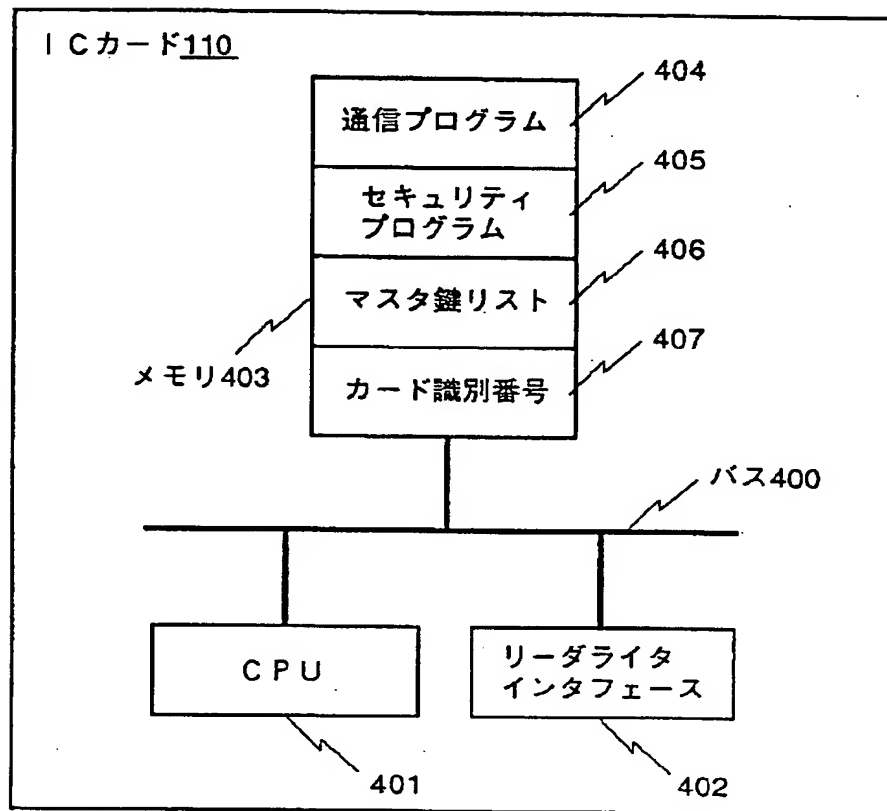 ICカード110
404
通信プログラム
405
セキュリティ
プログラム
406
マスタ鍵リスト
407
メモリ403
カード識別番号
バス400
CPU
リーダライタ
インタフェース
401
402